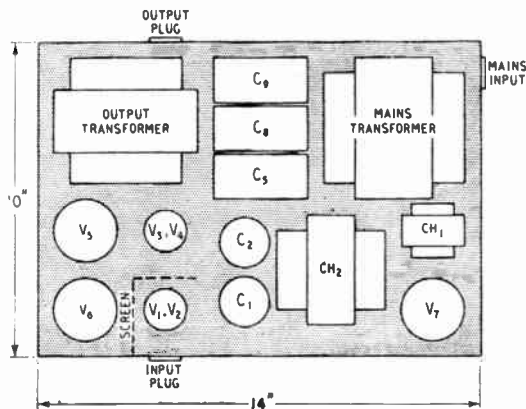 OUTPUT
PLUG
MAINS
INPUT
OUTPUT
TRANSFORMER
C9
C8
C5
MAINS
TRANSFORMER
10"
V5
V3,V4
C2
CH1
CH2
V6
SCREEN
V1,V2
C1
V7
INPUT
PLUG
14"